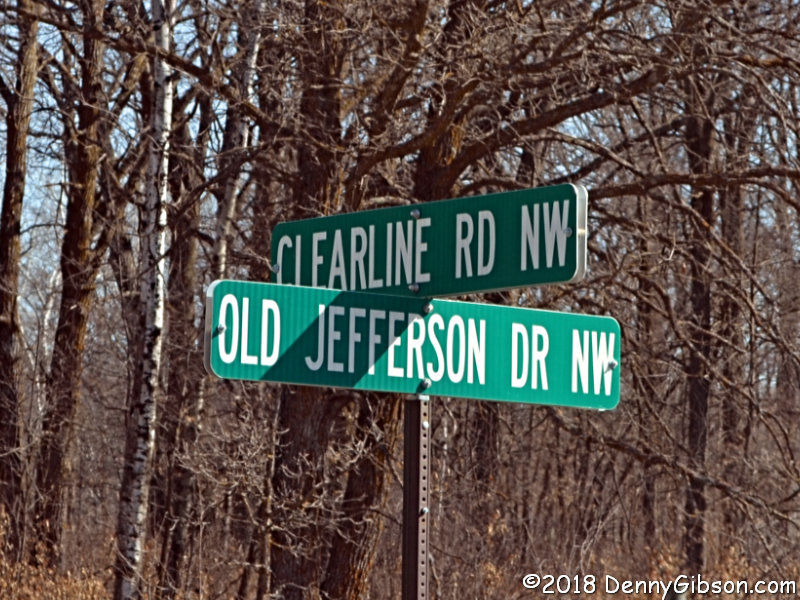 CLEARLINE RD NW
OLD JEFFERSON DR NW
©2018 DennyGibson.com